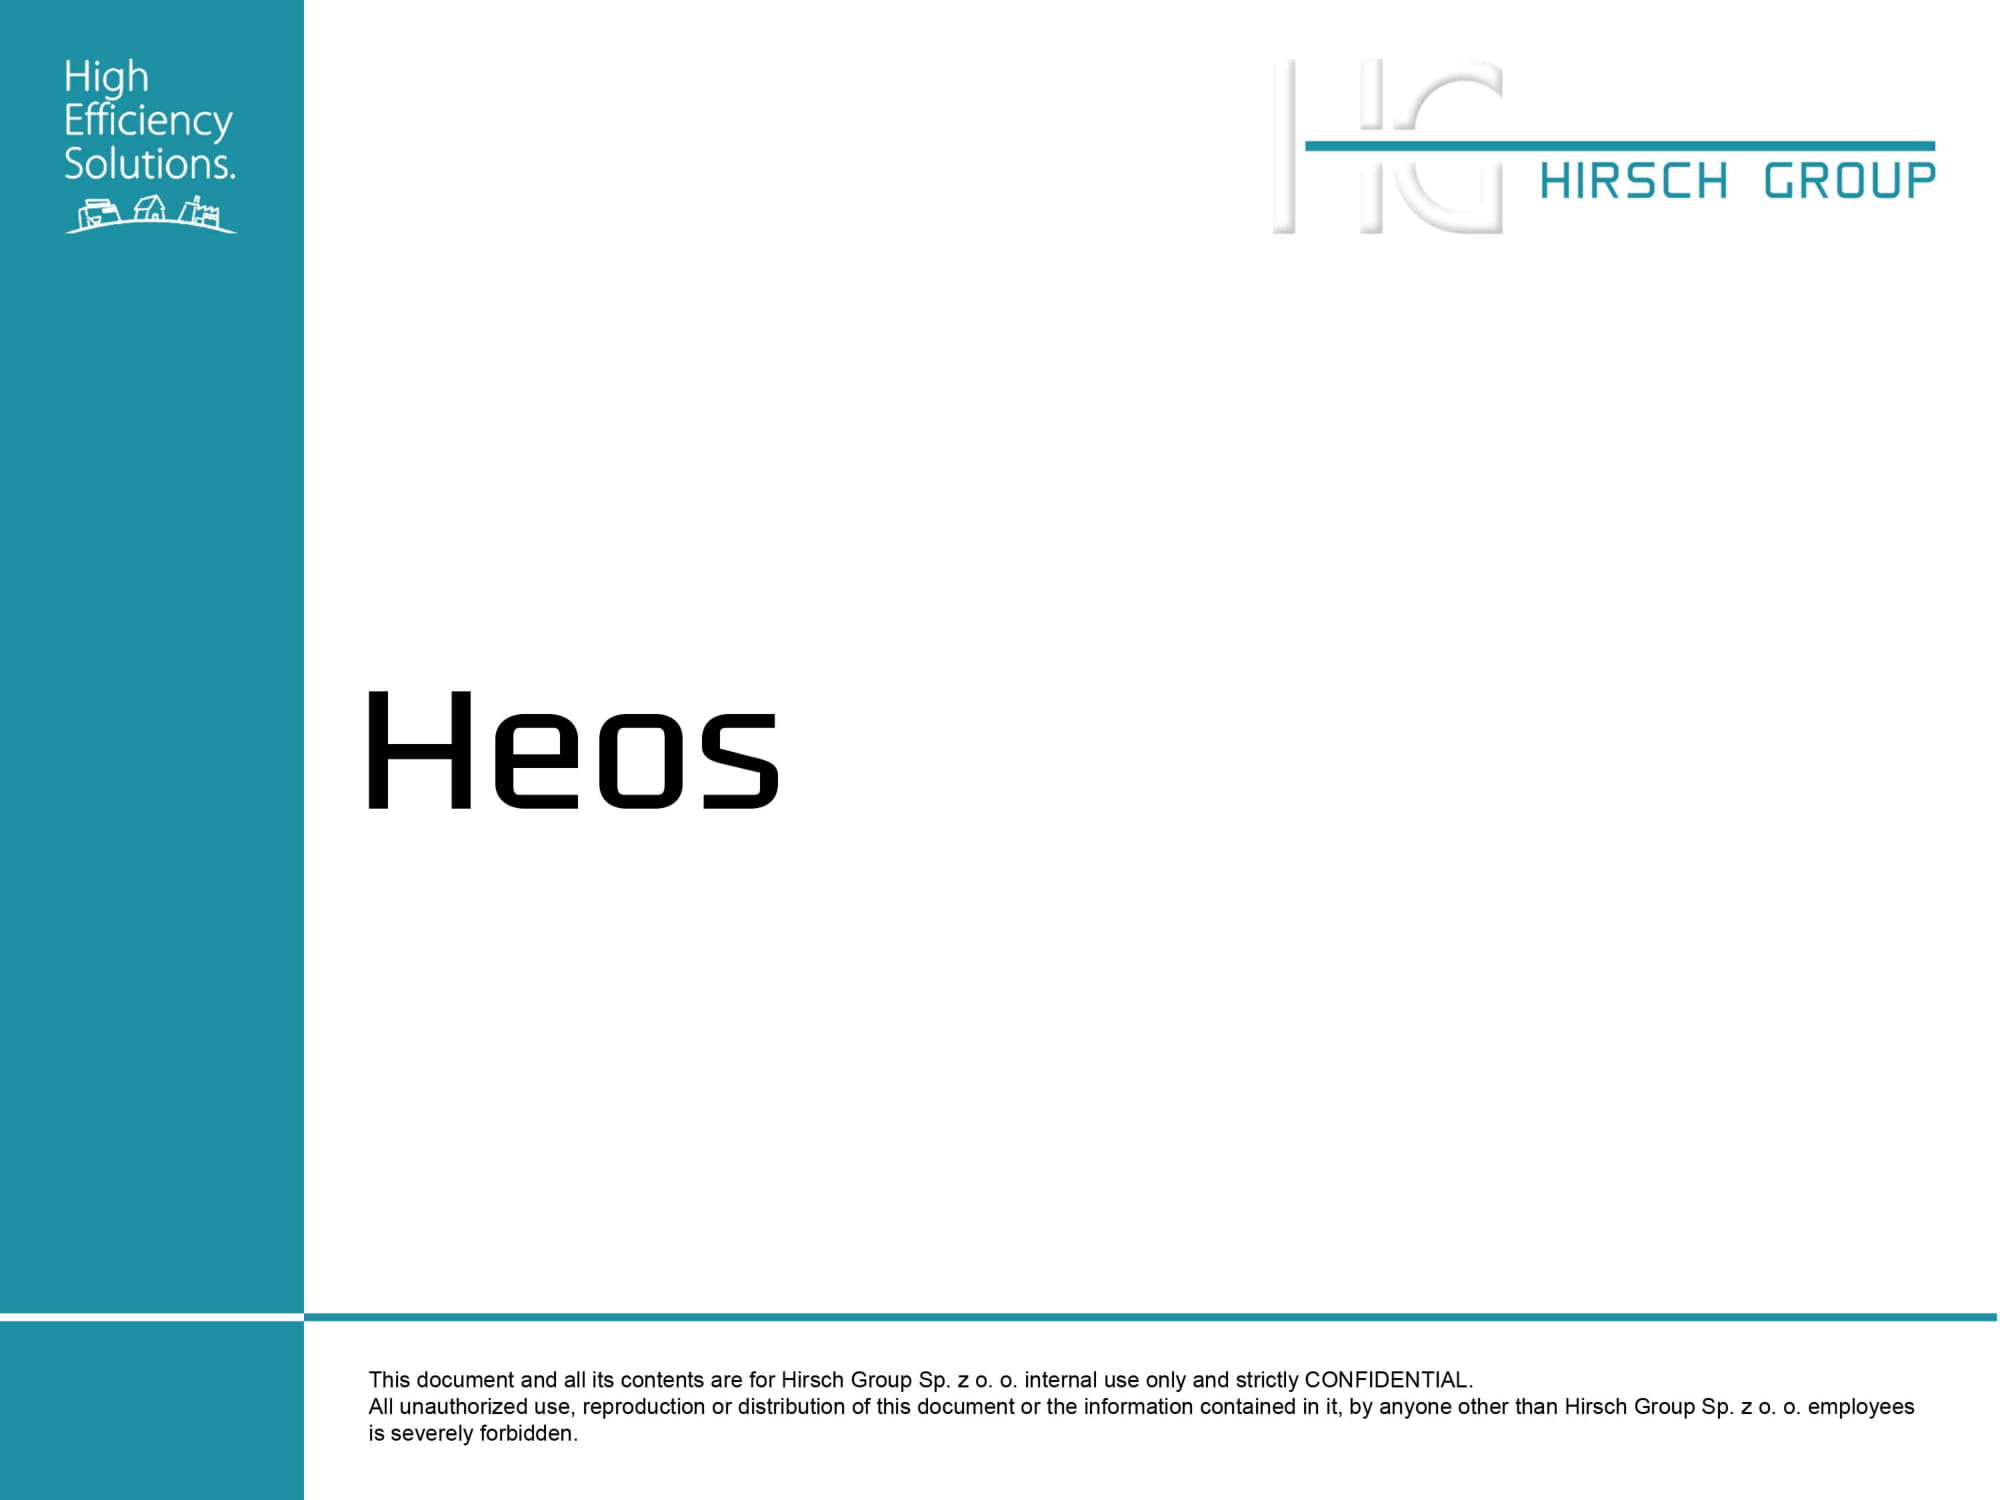 High
Efficiency
Solutions.
HG
HIRSCH GROUP
Heos
This document and all its contents are for Hirsch Group Sp. z o. o. internal use only and strictly CONFIDENTIAL.
All unauthorized use, reproduction or distribution of this document or the information contained in it, by anyone other than Hirsch Group Sp. z o. o. employees
is severely forbidden.